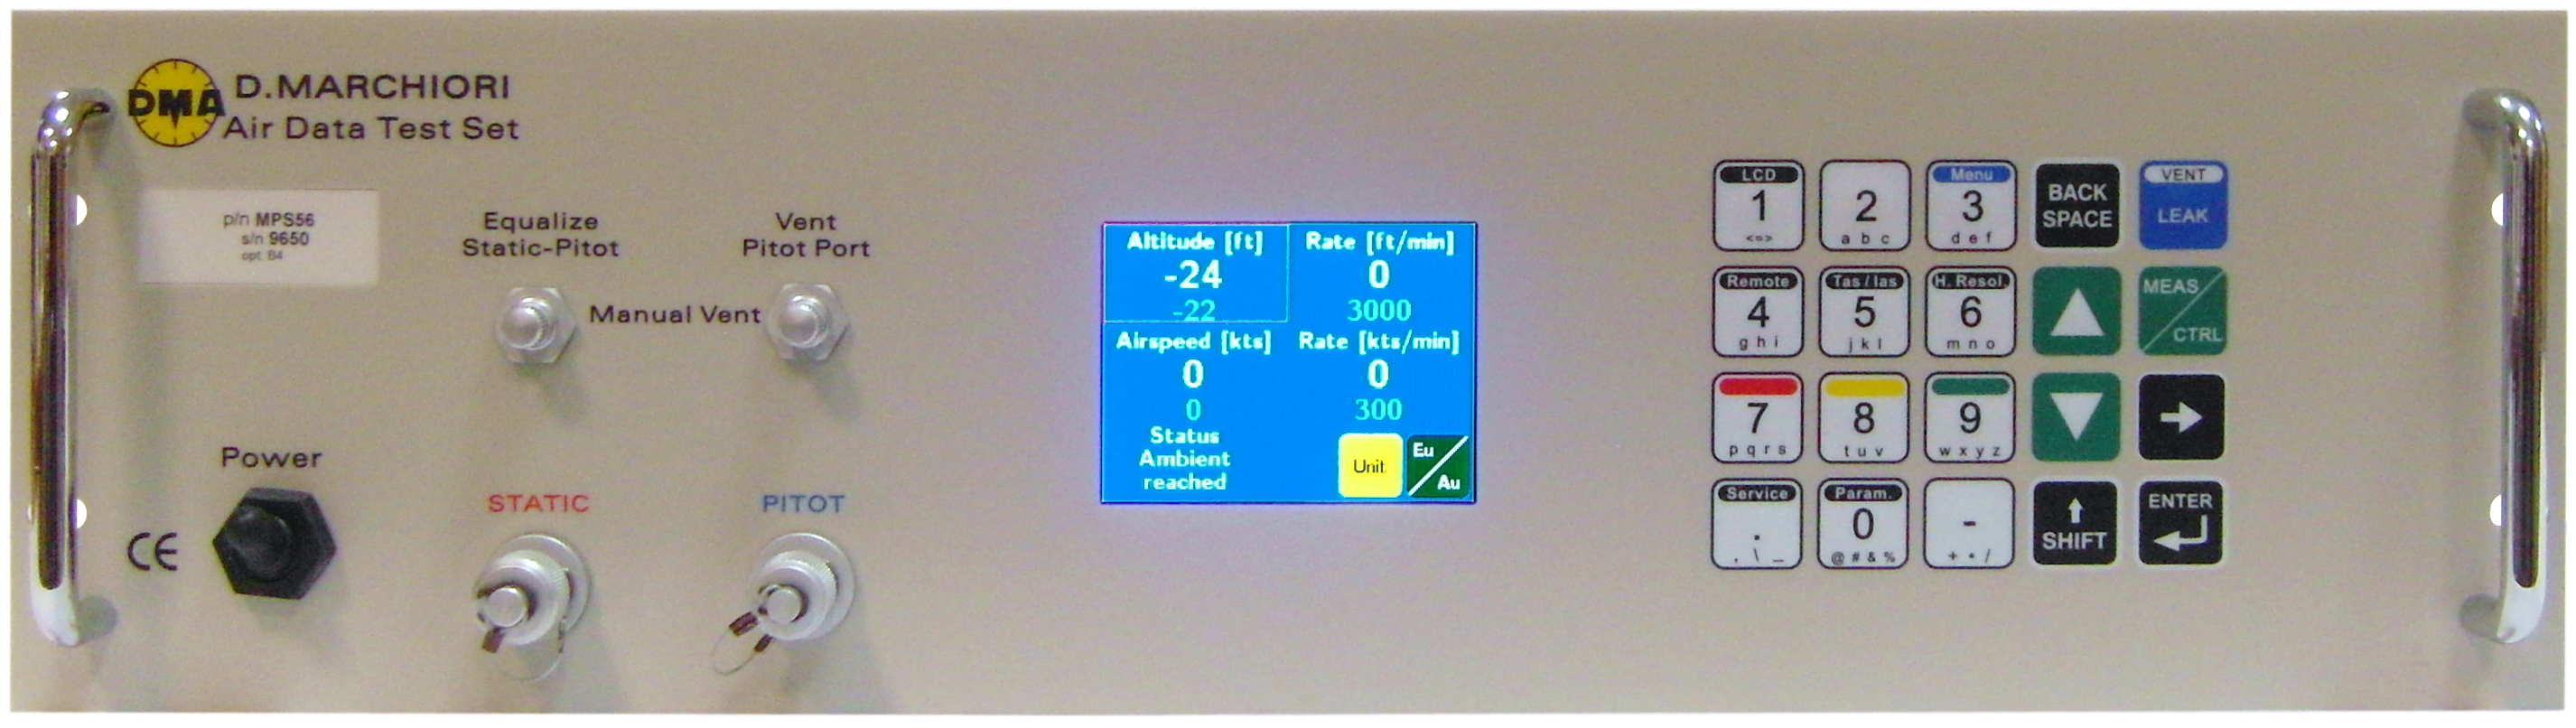 DMA
D.MARCHIORI
Air Data Test Set
p/n MPS56
s/n 9650
opt. B4
Equalize
Static-Pitot
Vent
Pitot Port
Manual Vent
Power
CE
STATIC
PITOT
Altitude [ft] Rate [ft/min]
-24 0
-22 3000
Airspeed [kts] Rate [kts/min]
0 0
0 300
Status
Ambient
reached
Unit
Eu
Au
LCD
1
<=>
2
a b c
Menu
3
d e f
BACK
SPACE
VENT
LEAK
Remote
4
g h i
Tas / Ias
5
j k l
H. Resol.
6
m n o
MEAS
CTRL
7
p q r s
8
t u v
9
w x y z
Service
.
, \ _
Param.
0
@ # & %
-
+ * /
SHIFT
ENTER